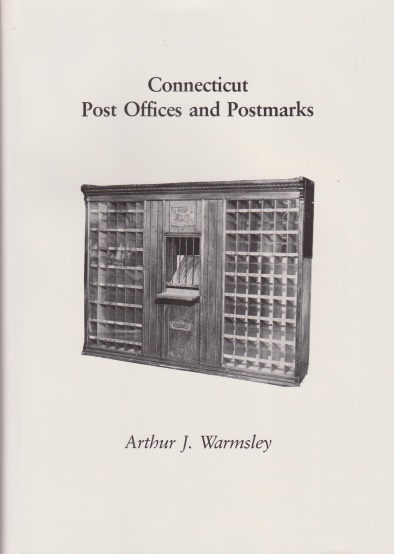 Connecticut
Post Offices and Postmarks
Arthur J. Warmsley